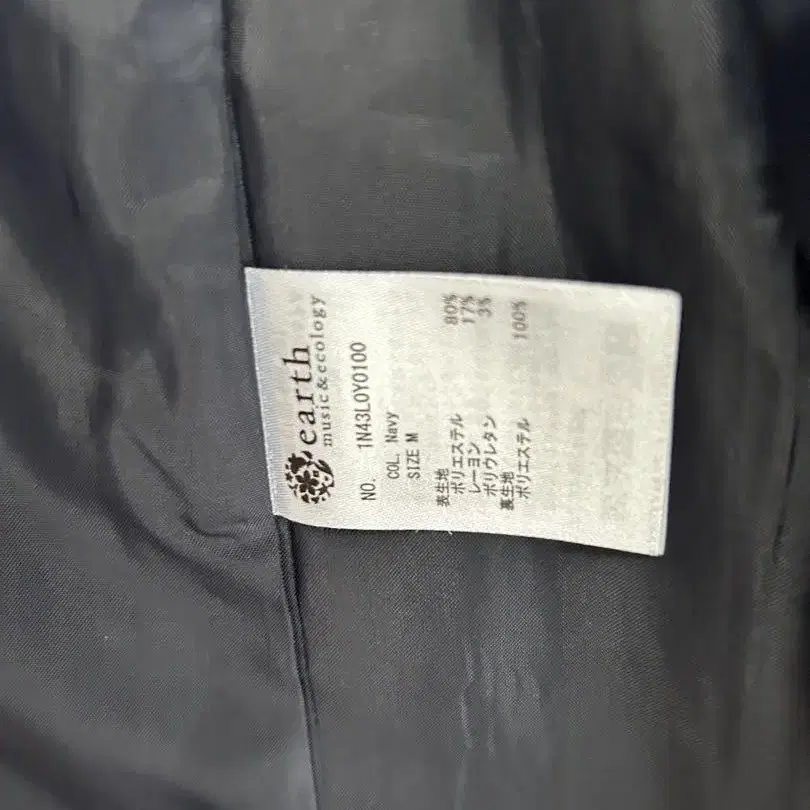 earth
music&ecology
NO. 1N43L0Y0100
COL. Navy
SIZE M
表生地
ポリエステル 80%
レーヨン 17%
ポリウレタン 3%
裏生地
ポリエステル 100%